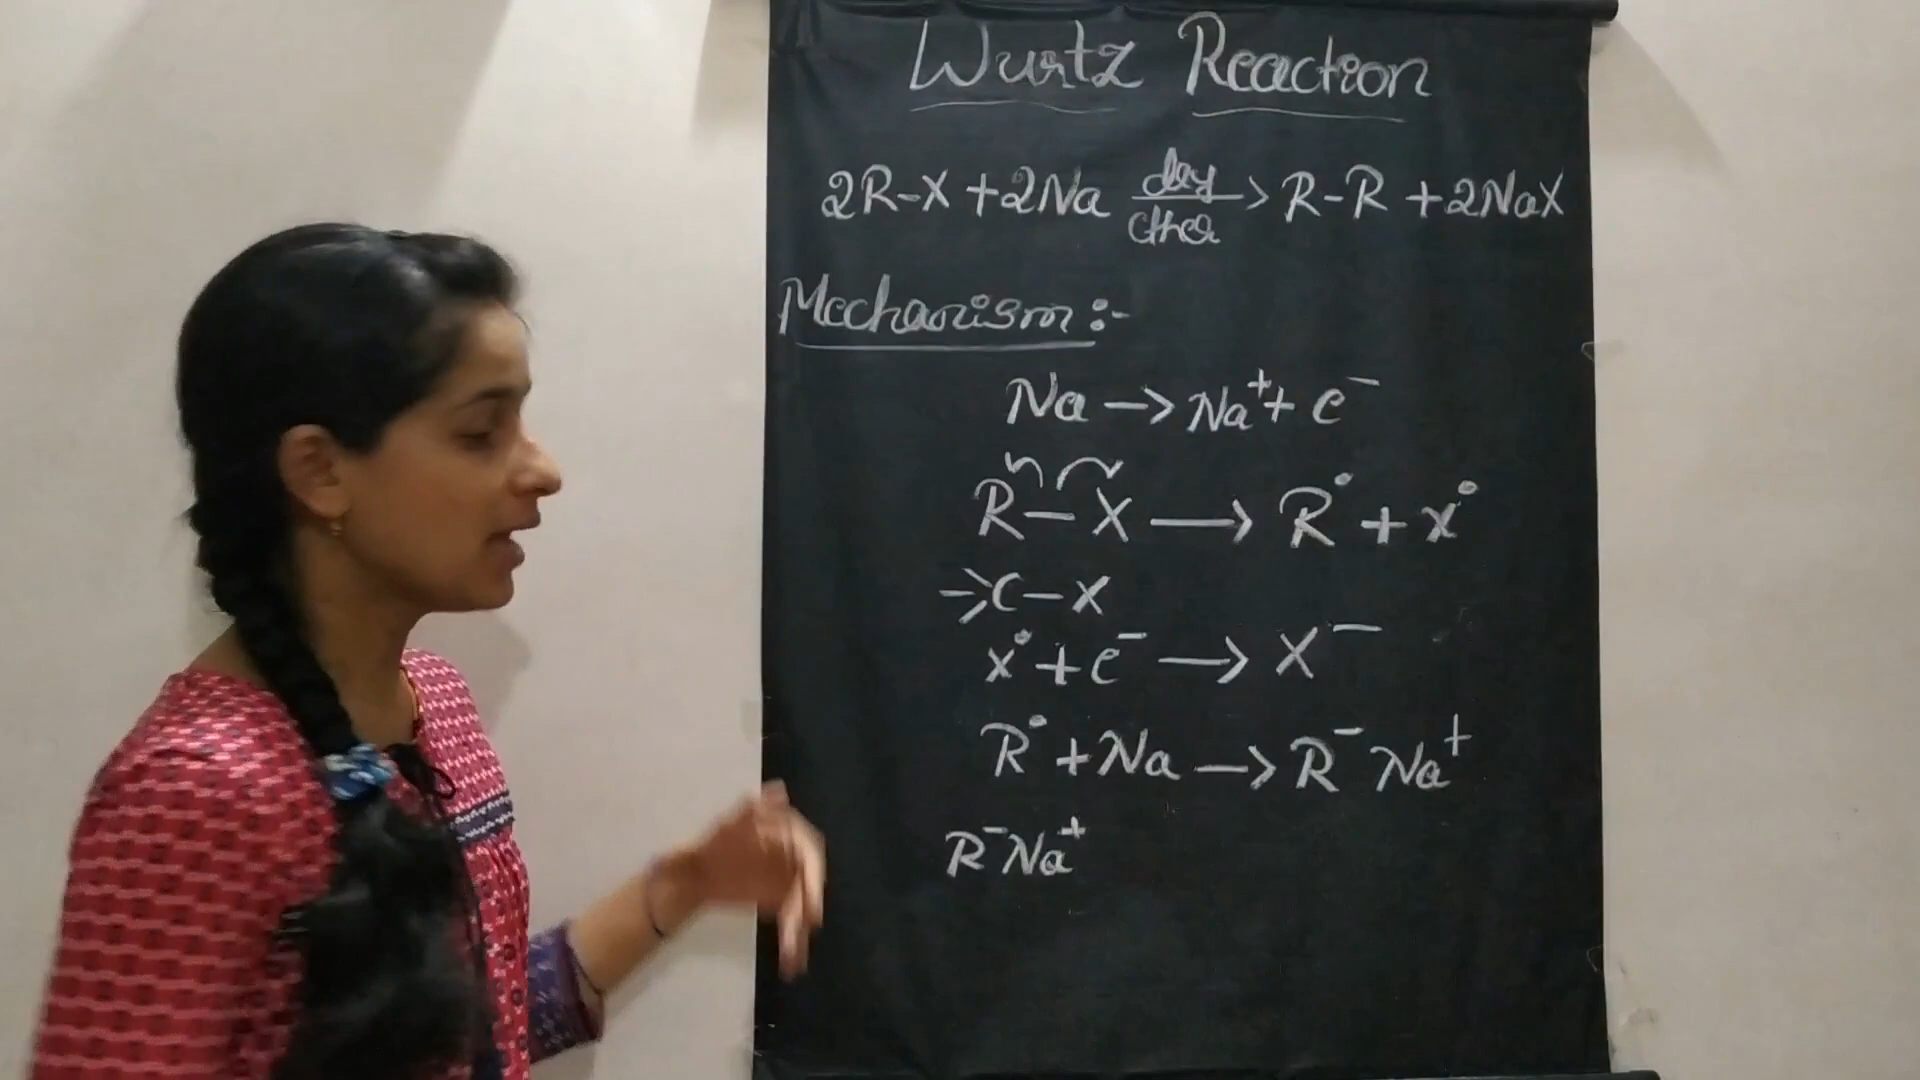 Wurtz Reaction
2R-X + 2Na dry ether → R-R + 2NaX
Mechanism :-
Na → Na⁺ + e⁻
R-X → R• + x•
C-X
x• + e⁻ → X⁻
R• + Na → R⁻ Na⁺
R⁻Na⁺